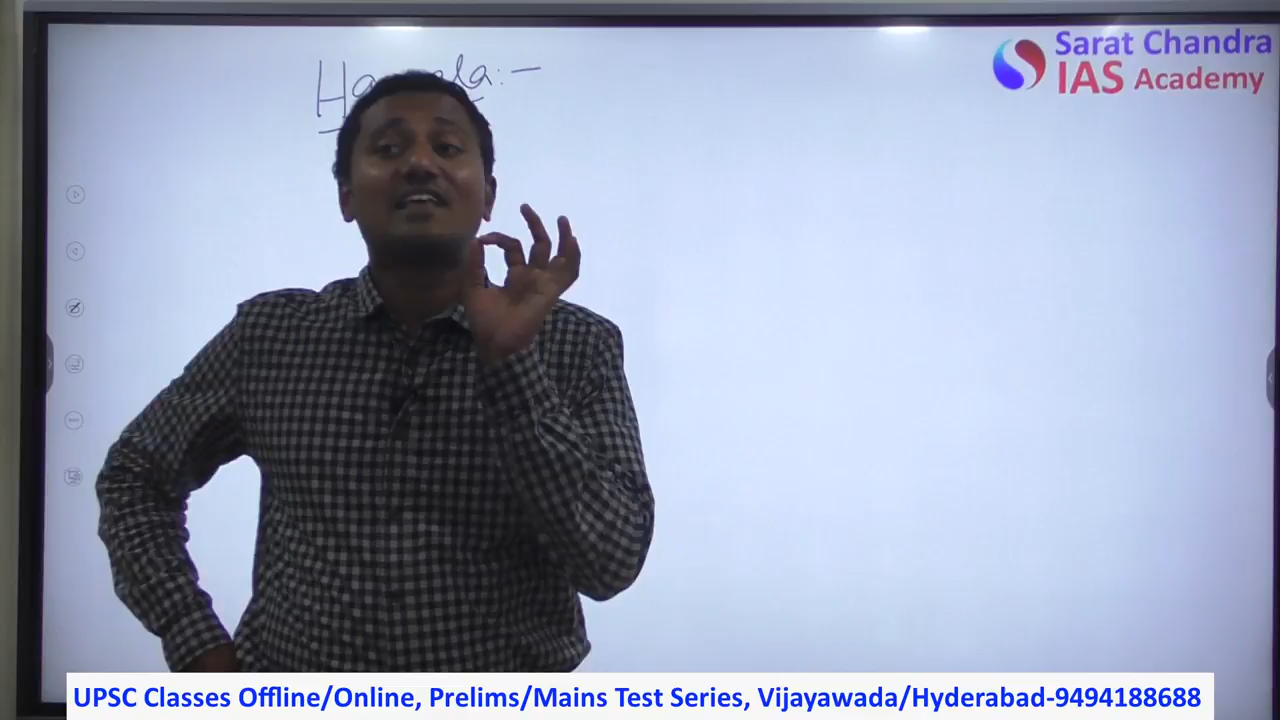 Sarat Chandra
IAS Academy
UPSC Classes Offline/Online, Prelims/Mains Test Series, Vijayawada/Hyderabad-9494188688